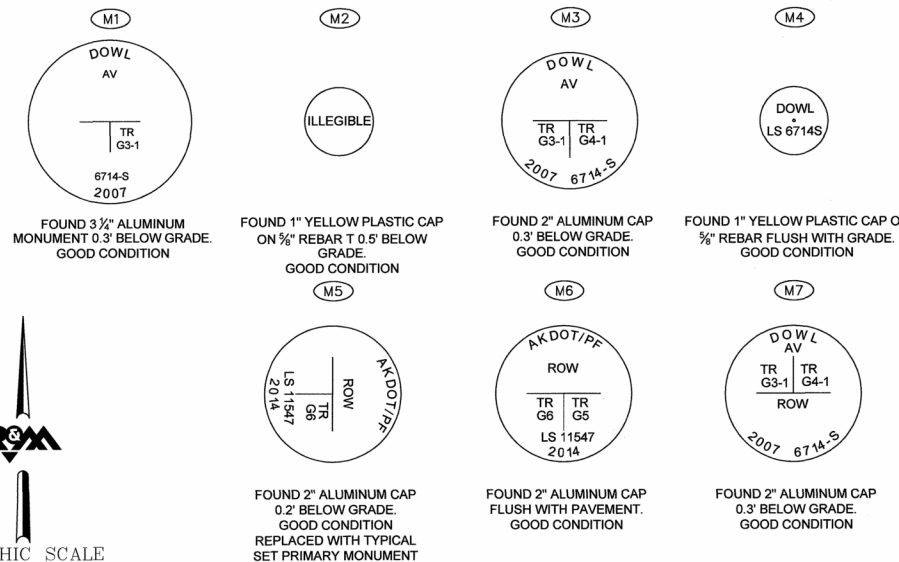 M1
DOWL
AV
TR
G3-1
6714-S
2007
FOUND 3 ¼" ALUMINUM
MONUMENT 0.3' BELOW GRADE.
GOOD CONDITION
M2
ILLEGIBLE
FOUND 1" YELLOW PLASTIC CAP
ON ⅝" REBAR T 0.5' BELOW
GRADE.
GOOD CONDITION
M3
DOWL
AV
TR TR
G3-1 G4-1
2007 6714-S
FOUND 2" ALUMINUM CAP
0.3' BELOW GRADE.
GOOD CONDITION
M4
DOWL
LS 6714S
FOUND 1" YELLOW PLASTIC CAP O
⅝" REBAR FLUSH WITH GRADE.
GOOD CONDITION
M5
AKDOT/PF
ROW
TR
G6
LS 11547
2014
FOUND 2" ALUMINUM CAP
0.2' BELOW GRADE.
GOOD CONDITION
REPLACED WITH TYPICAL
SET PRIMARY MONUMENT
M6
AKDOT/PF
ROW
TR TR
G6 G5
LS 11547
2014
FOUND 2" ALUMINUM CAP
FLUSH WITH PAVEMENT.
GOOD CONDITION
M7
DOWL
AV
TR TR
G3-1 G4-1
ROW
2007 6714-S
FOUND 2" ALUMINUM CAP
0.3' BELOW GRADE.
GOOD CONDITION
&M
HIC SCALE